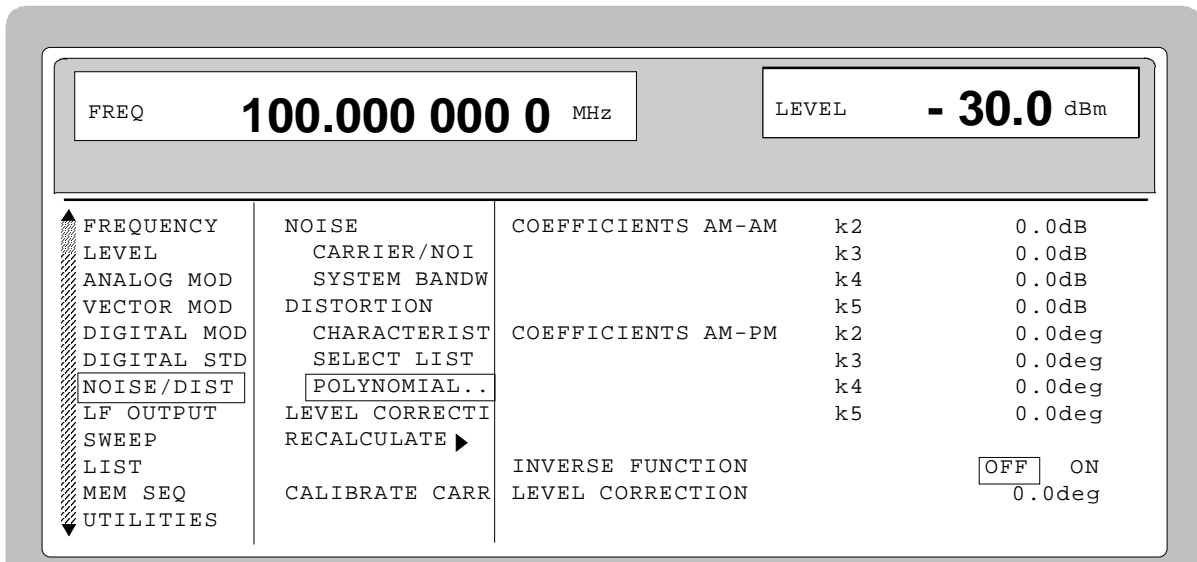 FREQ 100.000 000 0 MHz LEVEL - 30.0 dBm
FREQUENCY NOISE COEFFICIENTS AM-AM k2 0.0dB
LEVEL CARRIER/NOI k3 0.0dB
ANALOG MOD SYSTEM BANDW k4 0.0dB
VECTOR MOD DISTORTION k5 0.0dB
DIGITAL MOD CHARACTERIST COEFFICIENTS AM-PM k2 0.0deg
DIGITAL STD SELECT LIST k3 0.0deg
NOISE/DIST POLYNOMIAL.. k4 0.0deg
LF OUTPUT LEVEL CORRECTI k5 0.0deg
SWEEP RECALCULATE
LIST INVERSE FUNCTION OFF ON
MEM SEQ CALIBRATE CARR LEVEL CORRECTION 0.0deg
UTILITIES